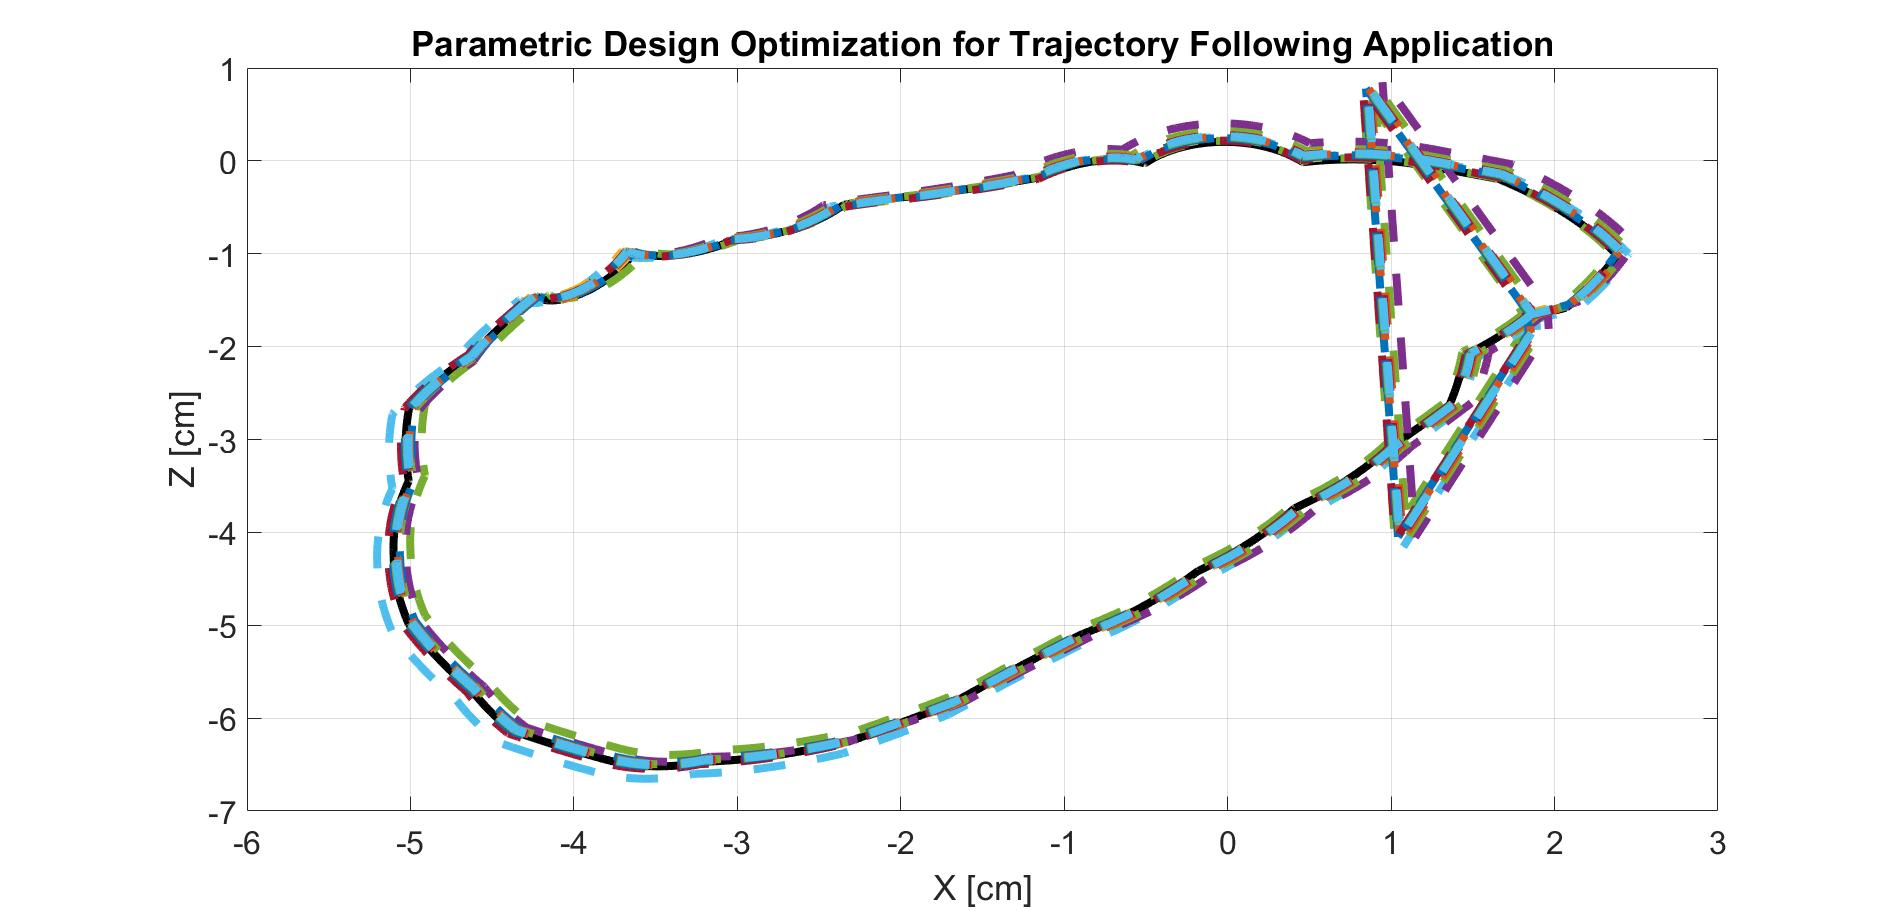 Parametric Design Optimization for Trajectory Following Application
1
0
-1
-2
-3
-4
-5
-6
-7
Z [cm]
-6 -5 -4 -3 -2 -1 0 1 2 3
X [cm]